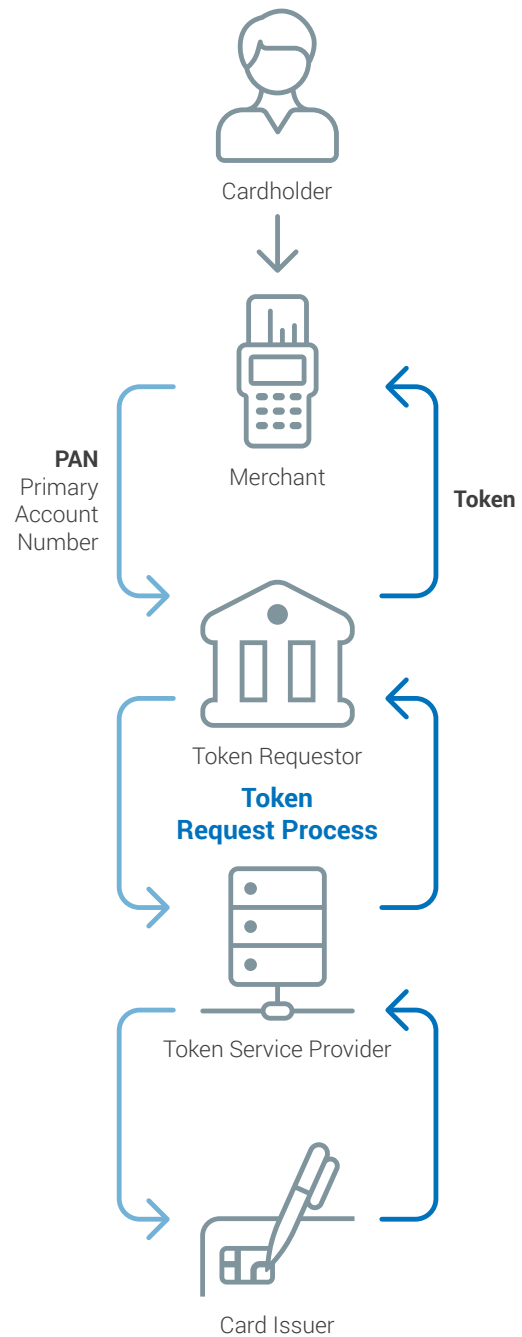 Cardholder
Merchant
PAN
Primary
Account
Number
Token
Token Requestor
Token
Request Process
Token Service Provider
Card Issuer